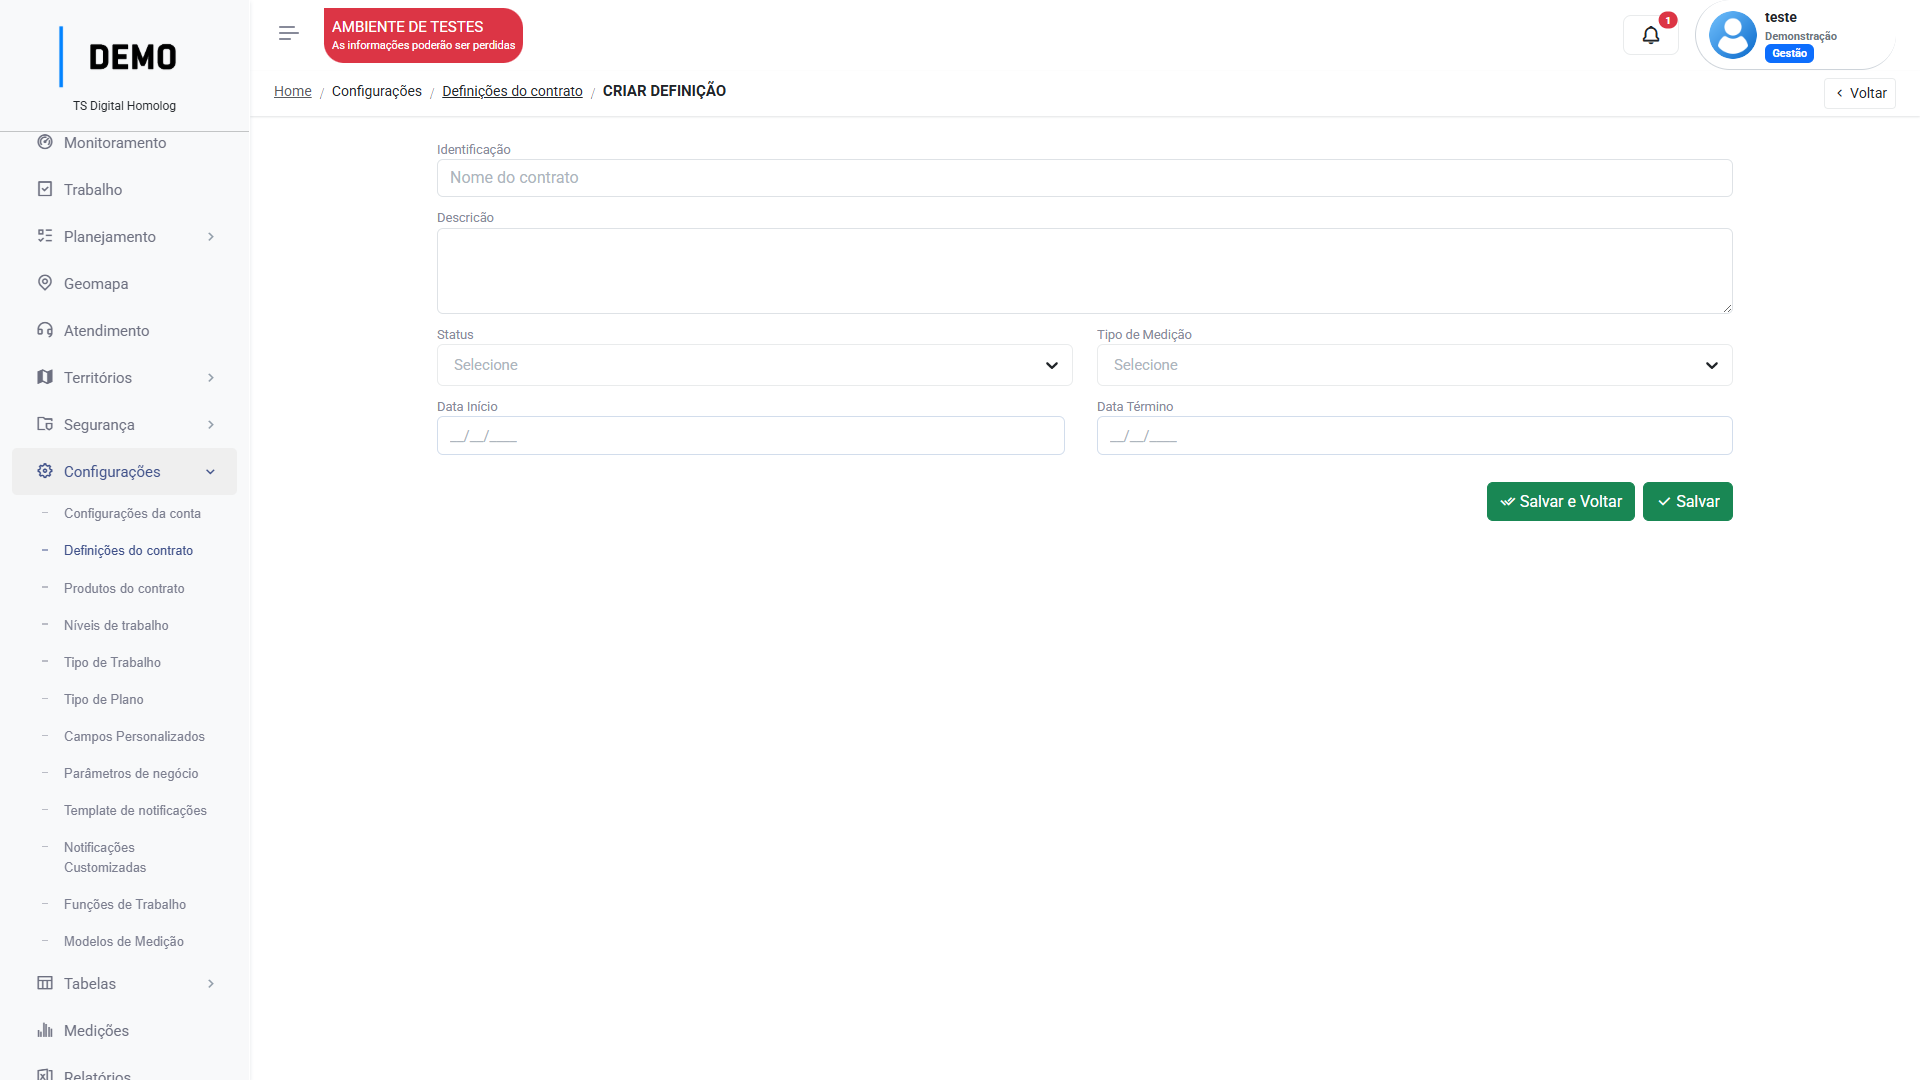 DEMO
TS Digital Homolog
Monitoramento
Trabalho
Planejamento
Geomapa
Atendimento
Territórios
Segurança
Configurações
Configurações da conta
Definições do contrato
Produtos do contrato
Níveis de trabalho
Tipo de Trabalho
Tipo de Plano
Campos Personalizados
Parâmetros de negócio
Template de notificações
Notificações
Customizadas
Funções de Trabalho
Modelos de Medição
Tabelas
Medições
Relatórios
AMBIENTE DE TESTES
As informações poderão ser perdidas
1
teste
Demonstração
Gestão
Home / Configurações / Definições do contrato / CRIAR DEFINIÇÃO
Voltar
Identificação
Nome do contrato
Descricão
Status
Selecione
Tipo de Medição
Selecione
Data Início
__/__/____
Data Término
__/__/____
Salvar e Voltar
Salvar